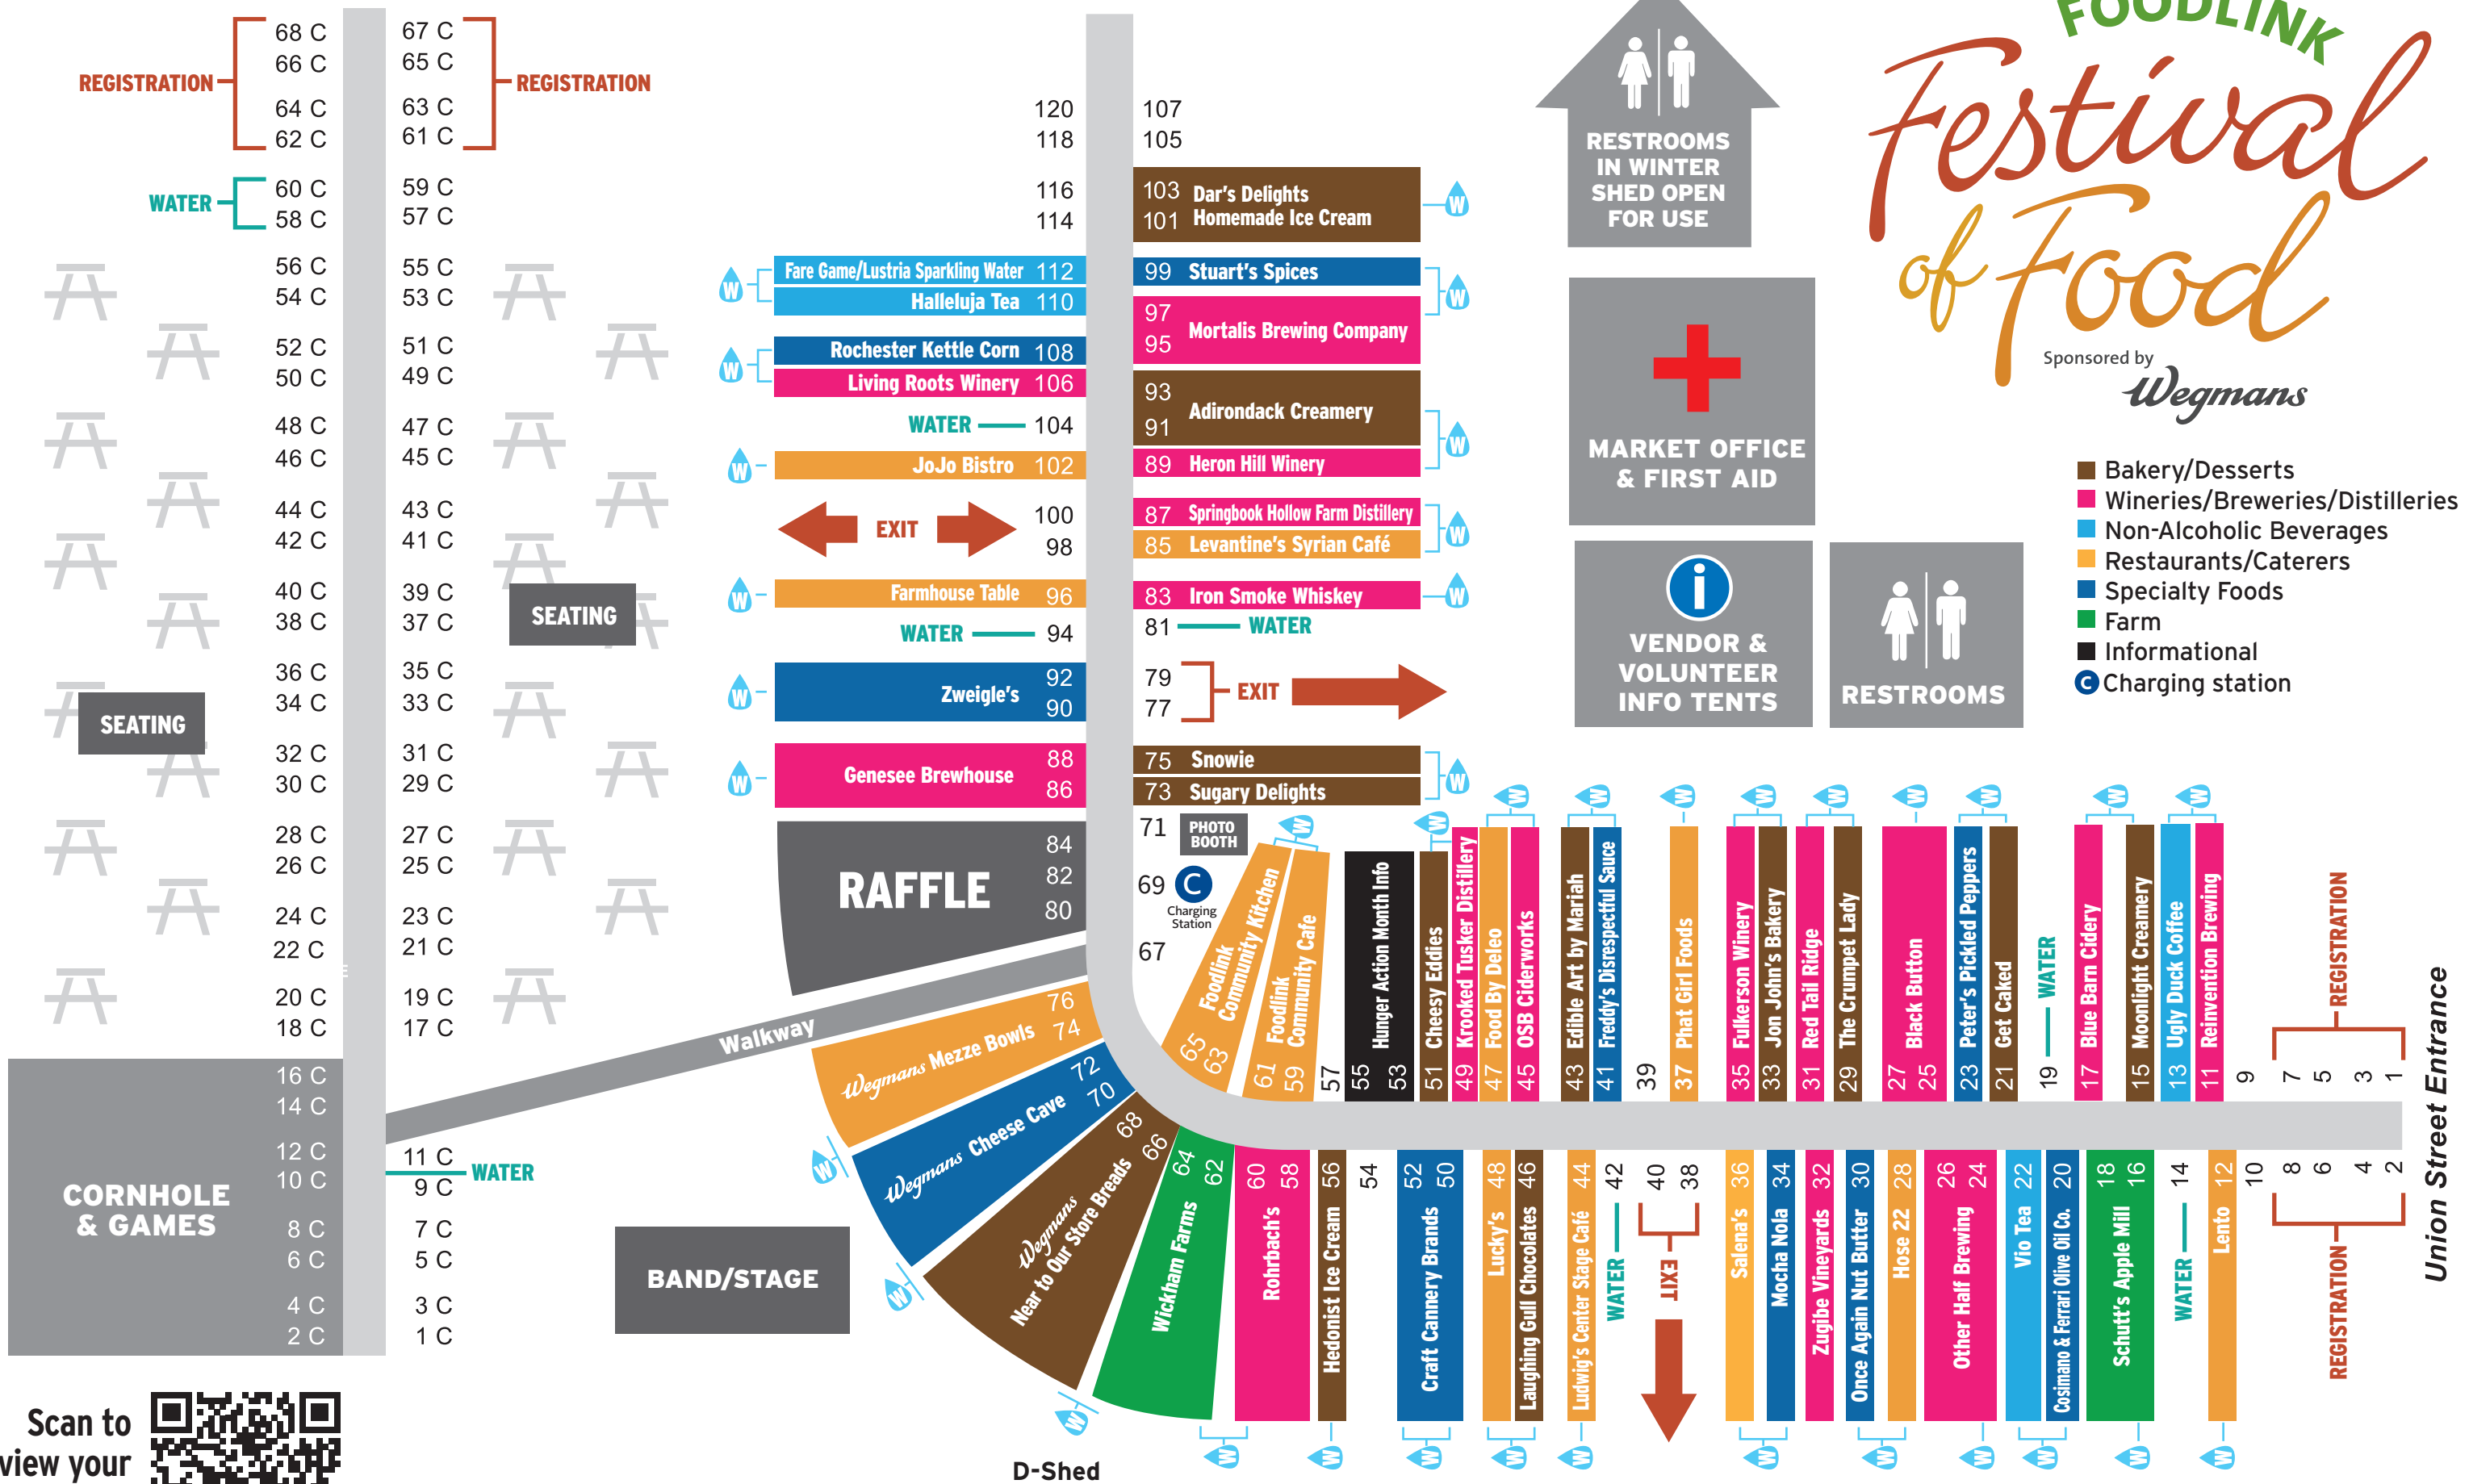 68 C
66 C
64 C
62 C
REGISTRATION
67 C
65 C
63 C
61 C
REGISTRATION
60 C
58 C
WATER
59 C
57 C
56 C
54 C
55 C
53 C
52 C
50 C
51 C
49 C
48 C
46 C
47 C
45 C
44 C
42 C
43 C
41 C
40 C
38 C
39 C
37 C
SEATING
36 C
34 C
35 C
33 C
SEATING
32 C
30 C
31 C
29 C
28 C
26 C
27 C
25 C
24 C
22 C
23 C
21 C
20 C
18 C
19 C
17 C
16 C
14 C
12 C
10 C
8 C
6 C
4 C
2 C
CORNHOLE
& GAMES
11 C
WATER
9 C
7 C
5 C
3 C
1 C
Scan to
view your
120
118
116
114
Fare Game/Lustria Sparkling Water 112
Halleluja Tea 110
Rochester Kettle Corn 108
Living Roots Winery 106
WATER 104
JoJo Bistro 102
EXIT
100
98
Farmhouse Table 96
WATER 94
92
Zweigle's
90
88
Genesee Brewhouse
86
RAFFLE
84
82
80
Walkway
Wegmans Mezze Bowls
76
74
Wegmans Cheese Cave
72
70
Wegmans
Near to Our Store Breads
68
66
Wickham Farms
64
62
BAND/STAGE
D-Shed
107
105
103 Dar's Delights
101 Homemade Ice Cream
99 Stuart's Spices
97
Mortalis Brewing Company
95
93
Adirondack Creamery
91
89 Heron Hill Winery
87 Springbook Hollow Farm Distillery
85 Levantine's Syrian Café
83 Iron Smoke Whiskey
81 WATER
79
77
EXIT
75 Snowie
73 Sugary Delights
71 PHOTO
BOOTH
69 C
Charging
Station
67
65
63
Foodlink
Community Kitchen
61
59
Foodlink
Community Cafe
57
55
53
Hunger Action Month Info
51 Cheesy Eddies
49 Krooked Tusker Distillery
47 Food By Deleo
45 OSB Ciderworks
43 Edible Art by Mariah
41 Freddy's Disrespectful Sauce
39
37 Phat Girl Foods
35 Fulkerson Winery
33 Jon John's Bakery
31 Red Tail Ridge
29 The Crumpet Lady
27
25
Black Button
23 Peter's Pickled Peppers
21 Get Caked
19 WATER
17 Blue Barn Cidery
15 Moonlight Creamery
13 Ugly Duck Coffee
11 Reinvention Brewing
9
7
5
3
1
REGISTRATION
60
58
Rohrbach's
56 Hedonist Ice Cream
54
52
50
Craft Cannery Brands
48 Lucky's
46 Laughing Gull Chocolates
44 Ludwig's Center Stage Café
42 WATER
40
38
EXIT
36 Salena's
34 Mocha Nola
32 Zugibe Vineyards
30 Once Again Nut Butter
28 Hose 22
26
24
Other Half Brewing
22 Vio Tea
20 Cosimano & Ferrari Olive Oil Co.
18
16
Schutt's Apple Mill
14 WATER
12 Lento
10
8
6
4
2
REGISTRATION
Union Street Entrance
RESTROOMS
IN WINTER
SHED OPEN
FOR USE
MARKET OFFICE
& FIRST AID
VENDOR &
VOLUNTEER
INFO TENTS
RESTROOMS
FOODLINK
Festival
of Food
Sponsored by
Wegmans
Bakery/Desserts
Wineries/Breweries/Distilleries
Non-Alcoholic Beverages
Restaurants/Caterers
Specialty Foods
Farm
Informational
C Charging station